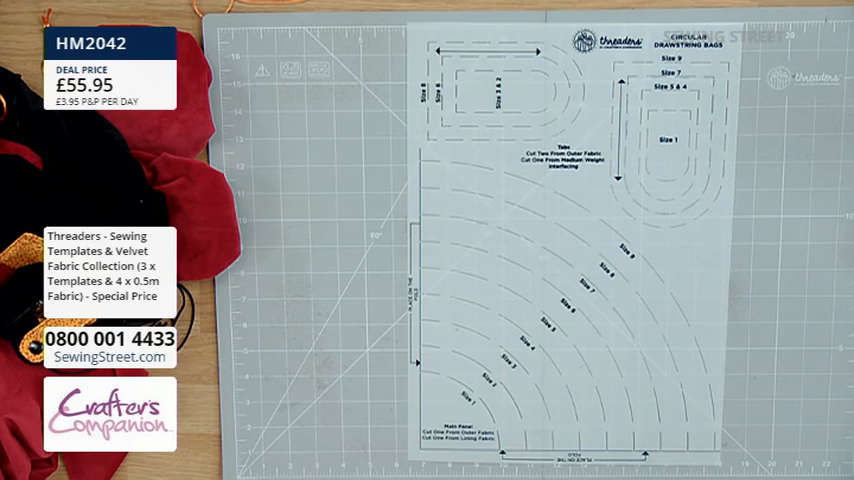 HM2042
DEAL PRICE
£55.95
£3.95 P&P PER DAY
Threaders - Sewing
Templates & Velvet
Fabric Collection (3 x
Templates & 4 x 0.5m
Fabric) - Special Price
0800 001 4433
SewingStreet.com
Crafter's
Companion
threaders
CIRCULAR
DRAWSTRING BAGS
SEWING STREET
Size 9
Size 7
Size 5 & 4
Size 1
Size 8
Size 6
Size 3 & 2
Tabs
Cut Two From Outer Fabric
Cut One From Medium Weight
Interfacing
threaders
60°
PLACE ON THE
FOLD
Size 9
Size 8
Size 7
Size 6
Size 5
Size 4
Size 3
Size 2
Size 1
Main Panel
Cut One From Outer Fabric
Cut One From Lining Fabric
PLACE ON THE
FOLD